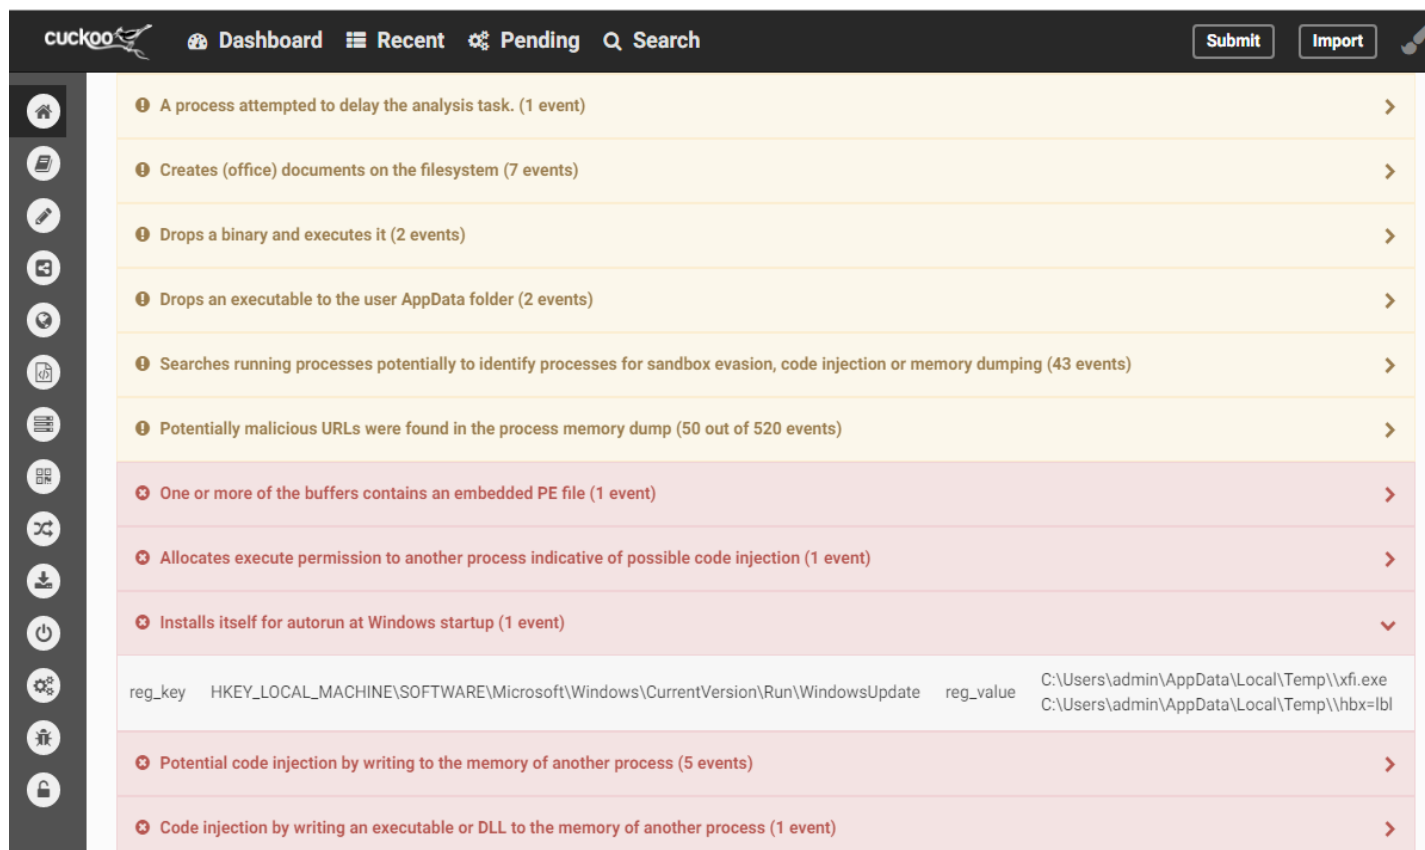 cuckoo Dashboard Recent Pending Search Submit Import
A process attempted to delay the analysis task. (1 event)
Creates (office) documents on the filesystem (7 events)
Drops a binary and executes it (2 events)
Drops an executable to the user AppData folder (2 events)
Searches running processes potentially to identify processes for sandbox evasion, code injection or memory dumping (43 events)
Potentially malicious URLs were found in the process memory dump (50 out of 520 events)
One or more of the buffers contains an embedded PE file (1 event)
Allocates execute permission to another process indicative of possible code injection (1 event)
Installs itself for autorun at Windows startup (1 event)
reg_key HKEY_LOCAL_MACHINE\SOFTWARE\Microsoft\Windows\CurrentVersion\Run\WindowsUpdate reg_value C:\Users\admin\AppData\Local\Temp\\xfi.exe
C:\Users\admin\AppData\Local\Temp\\hbx=lbl
Potential code injection by writing to the memory of another process (5 events)
Code injection by writing an executable or DLL to the memory of another process (1 event)